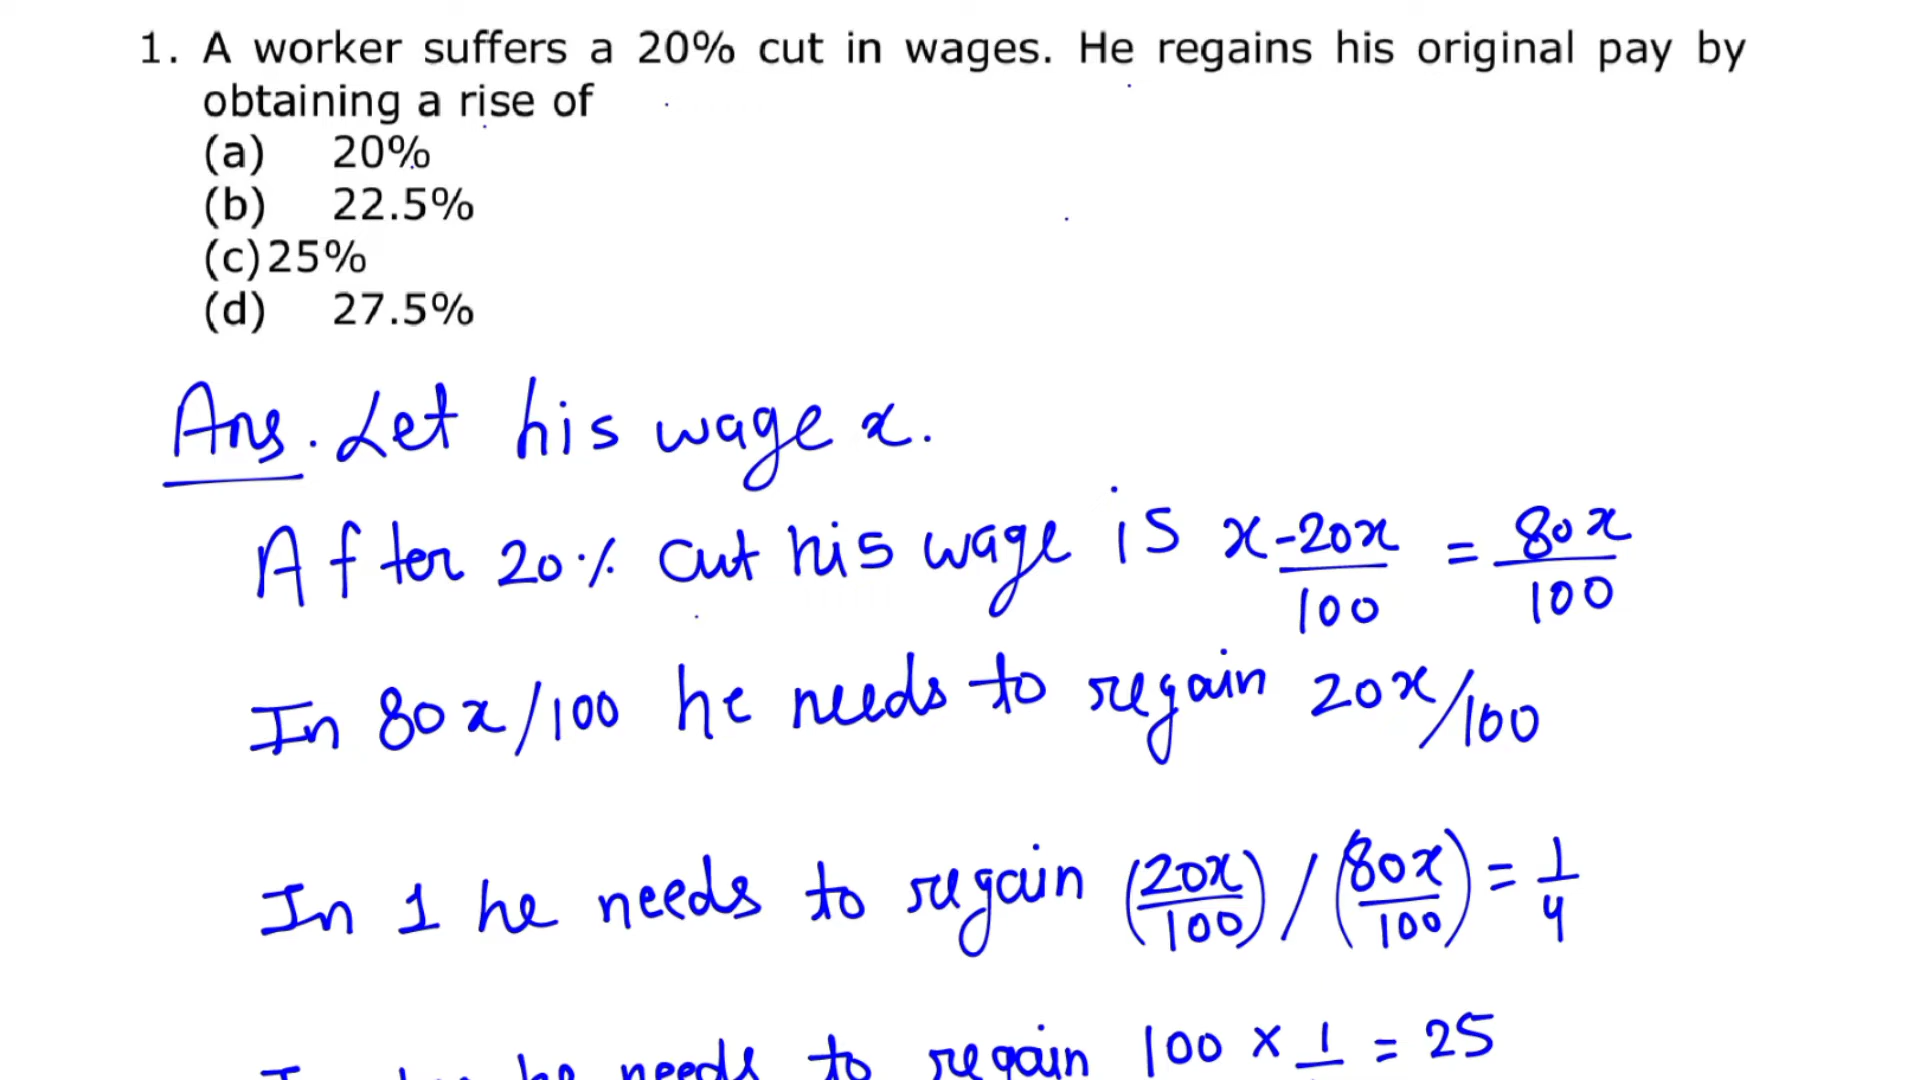 1. A worker suffers a 20% cut in wages. He regains his original pay by
obtaining a rise of
(a) 20%
(b) 22.5%
(c)25%
(d) 27.5%
Ans. Let his wage x.
After 20% cut his wage is x-20x/100 = 80x/100
In 80x/100 he needs to regain 20x/100
In 1 he needs to regain (20x/100) / (80x/100) = 1/4
he needs to regain 100 × 1 = 25